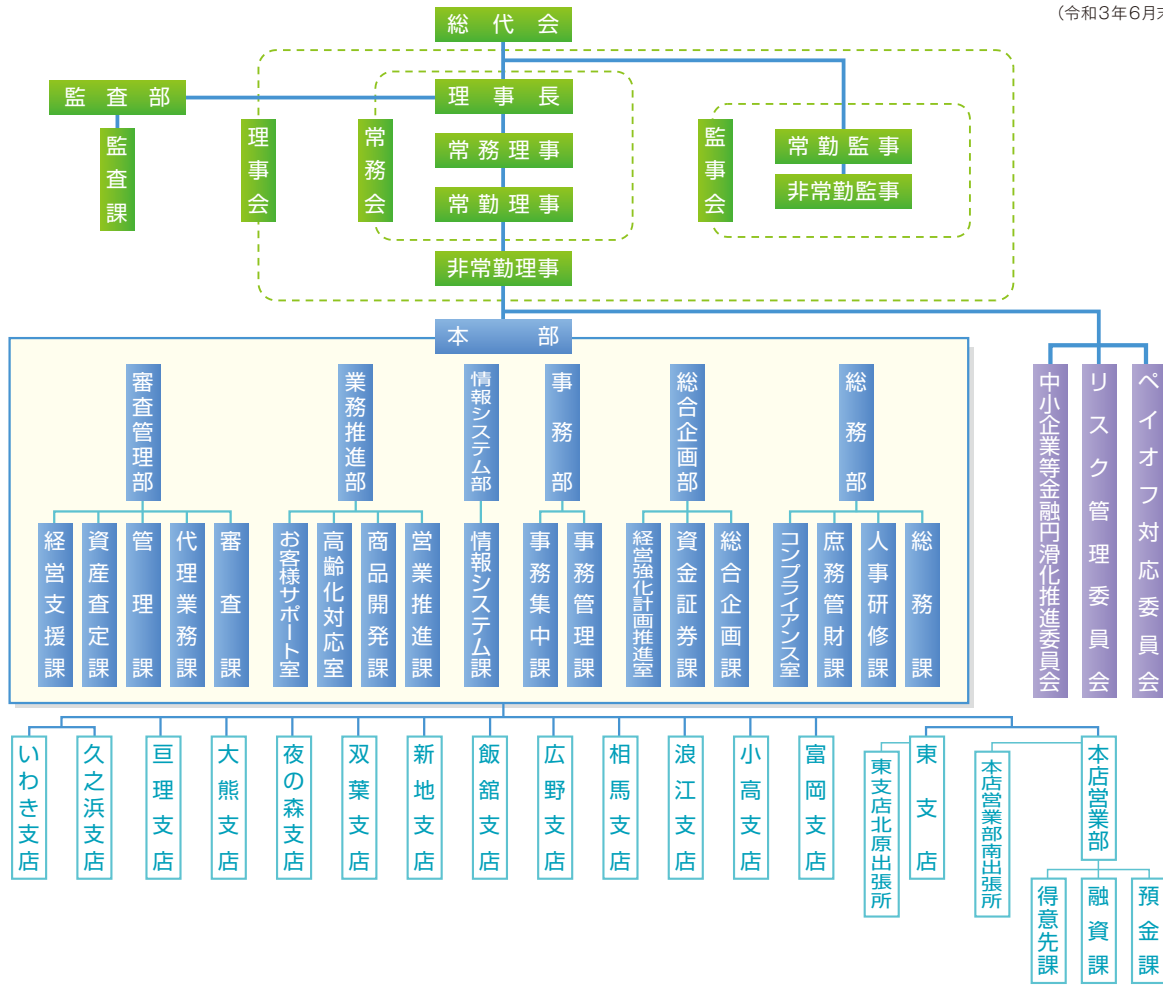 (令和3年6月末
総代会
監査部
理事長
監査課
理事会
常務会
常務理事
常勤理事
監事会
常勤監事
非常勤監事
非常勤理事
本部
審査管理部
業務推進部
情報システム部
事務部
総合企画部
総務部
中小企業等金融円滑化推進委員会
リスク管理委員会
ペイオフ対応委員会
経営支援課
資産査定課
管理課
代理業務課
審査課
お客様サポート室
高齢化対応室
商品開発課
営業推進課
情報システム課
事務集中課
事務管理課
経営強化計画推進室
資金証券課
総合企画課
コンプライアンス室
庶務管財課
人事研修課
総務課
いわき支店
久之浜支店
亘理支店
大熊支店
夜の森支店
双葉支店
新地支店
飯舘支店
広野支店
相馬支店
浪江支店
小高支店
富岡支店
東支店北原出張所
東支店
本店営業部南出張所
本店営業部
得意先課
融資課
預金課